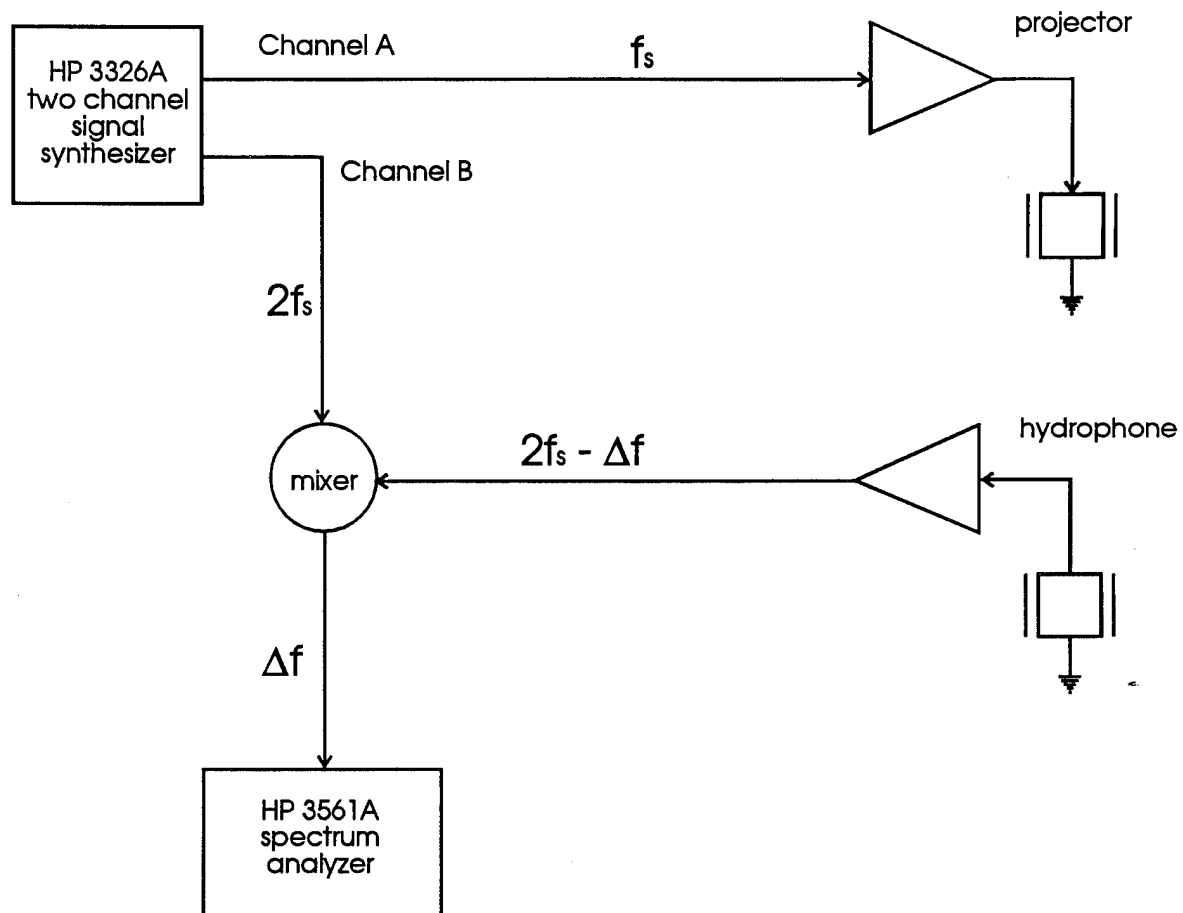 projector
Channel A
fs
HP 3326A
two channel
signal
synthesizer
Channel B
2fs
hydrophone
2fs - Δf
mixer
Δf
HP 3561A
spectrum
analyzer